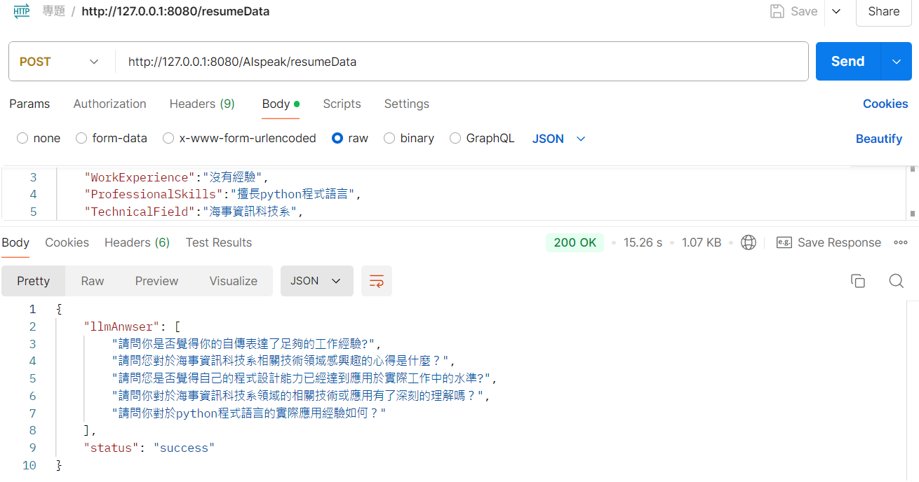 HTTP 專題 / http://127.0.0.1:8080/resumeData Save Share
POST http://127.0.0.1:8080/AIspeak/resumeData Send
Params Authorization Headers (9) Body Scripts Settings Cookies
none form-data x-www-form-urlencoded raw binary GraphQL JSON Beautify
3 "WorkExperience":"沒有經驗",
4 "ProfessionalSkills":"擅長python程式語言",
5 "TechnicalField":"海事資訊科技系",
Body Cookies Headers (6) Test Results 200 OK 15.26 s 1.07 KB e.g. Save Response
Pretty Raw Preview Visualize JSON
1 {
2 "llmAnwser": [
3 "請問你是否覺得你的自傳表達了足夠的工作經驗?",
4 "請問您對於海事資訊科技系相關技術領域感興趣的心得是什麼？",
5 "請問您是否覺得自己的程式設計能力已經達到應用於實際工作中的水準?",
6 "請問你對於海事資訊科技系領域的相關技術或應用有了深刻的理解嗎？",
7 "請問你對於python程式語言的實際應用經驗如何？"
8 ],
9 "status": "success"
10 }